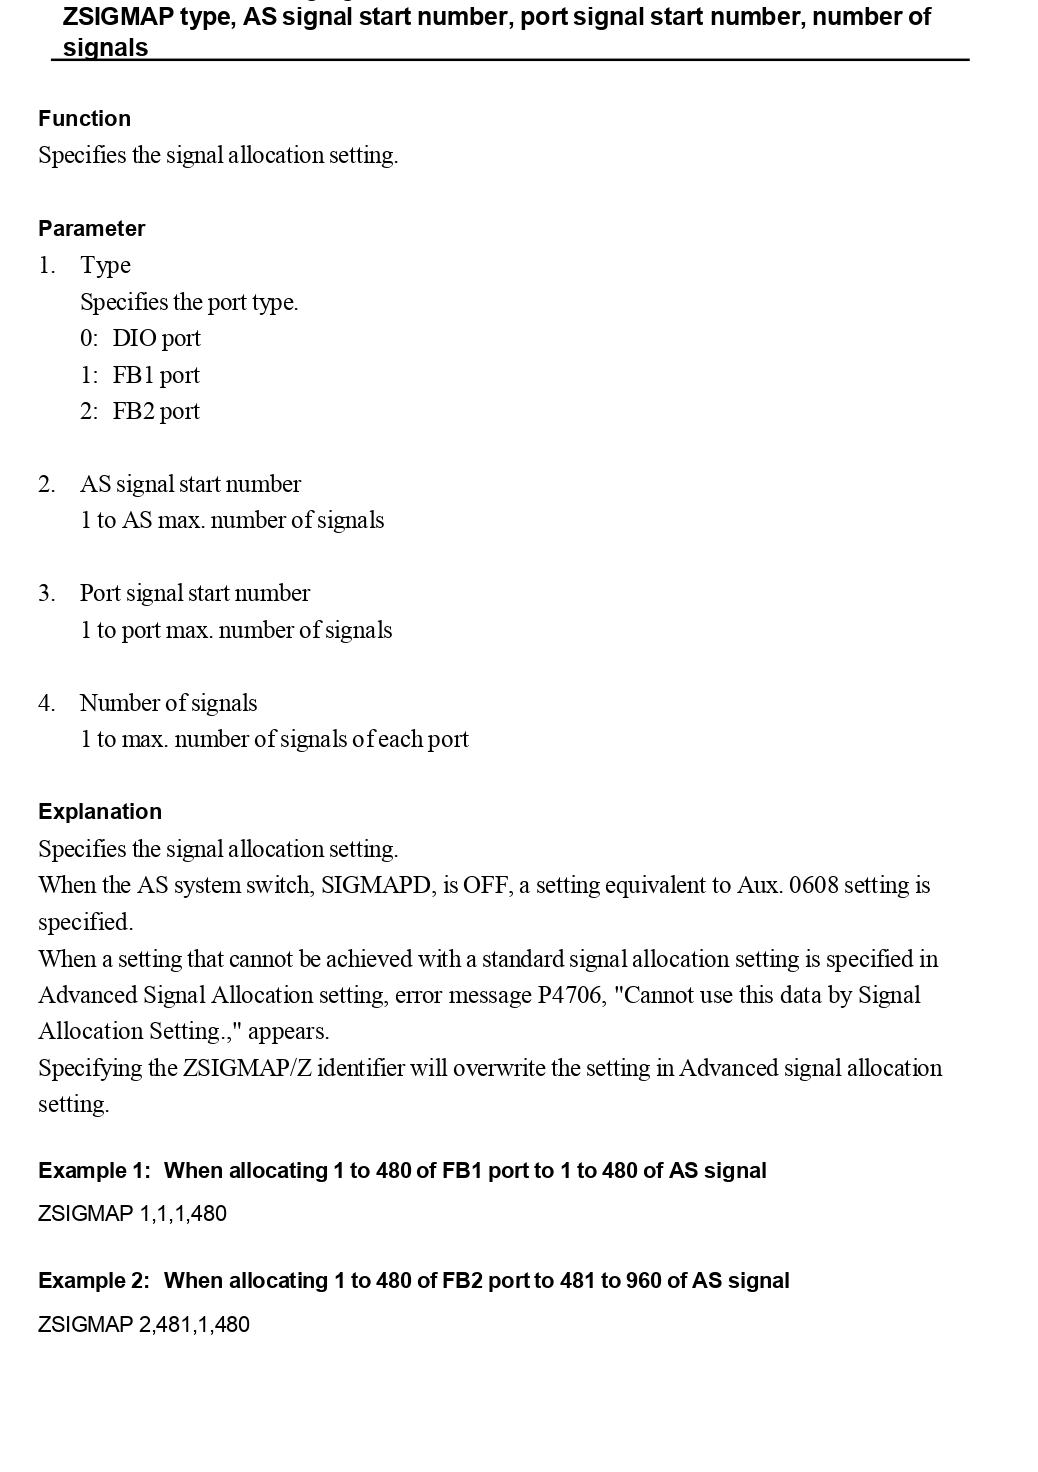 ZSIGMAP type, AS signal start number, port signal start number, number of
signals
Function
Specifies the signal allocation setting.
Parameter
1. Type
Specifies the port type.
0: DIO port
1: FB1 port
2: FB2 port
2. AS signal start number
1 to AS max. number of signals
3. Port signal start number
1 to port max. number of signals
4. Number of signals
1 to max. number of signals of each port
Explanation
Specifies the signal allocation setting.
When the AS system switch, SIGMAPD, is OFF, a setting equivalent to Aux. 0608 setting is
specified.
When a setting that cannot be achieved with a standard signal allocation setting is specified in
Advanced Signal Allocation setting, error message P4706, "Cannot use this data by Signal
Allocation Setting.," appears.
Specifying the ZSIGMAP/Z identifier will overwrite the setting in Advanced signal allocation
setting.
Example 1: When allocating 1 to 480 of FB1 port to 1 to 480 of AS signal
ZSIGMAP 1,1,1,480
Example 2: When allocating 1 to 480 of FB2 port to 481 to 960 of AS signal
ZSIGMAP 2,481,1,480